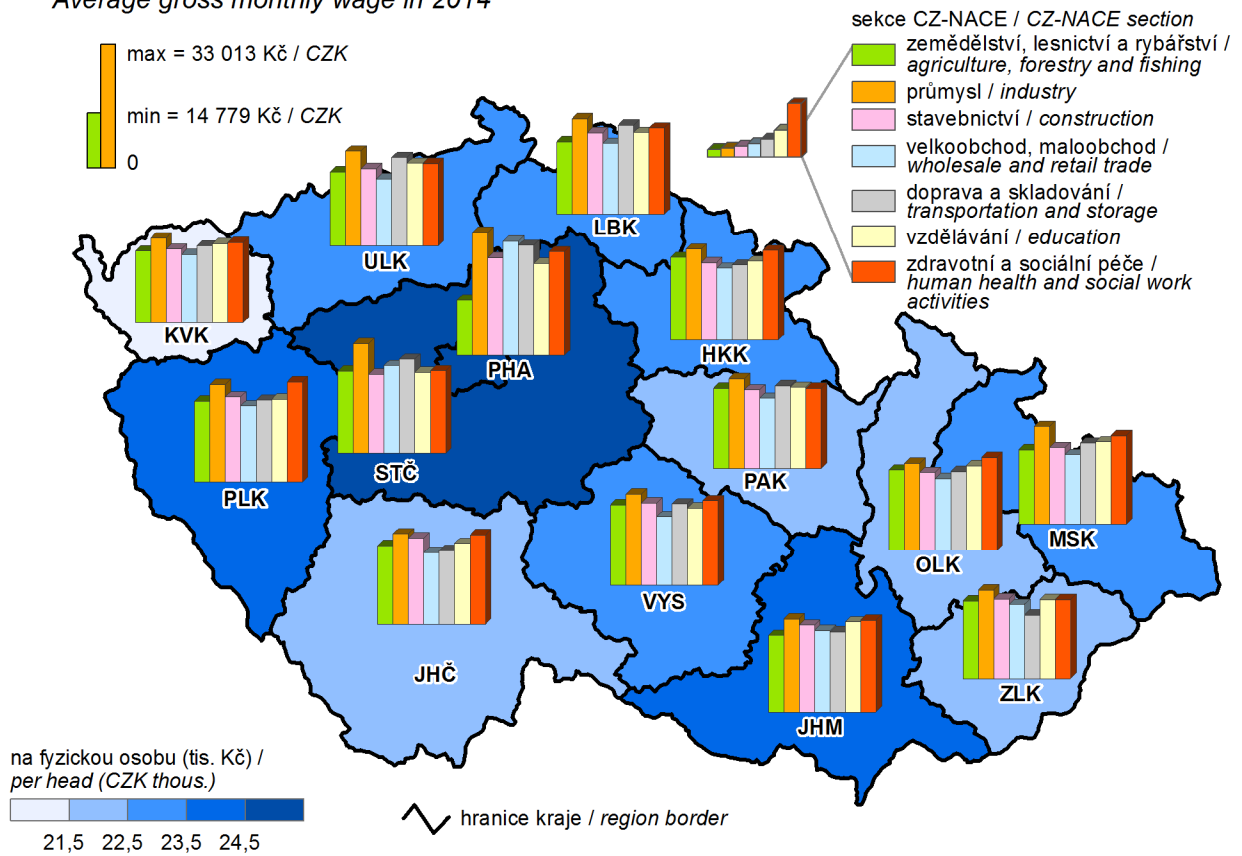 Average gross monthly wage in 2014
max = 33 013 Kč / CZK
min = 14 779 Kč / CZK
0
sekce CZ-NACE / CZ-NACE section
zemědělství, lesnictví a rybářství /
agriculture, forestry and fishing
průmysl / industry
stavebnictví / construction
velkoobchod, maloobchod /
wholesale and retail trade
doprava a skladování /
transportation and storage
vzdělávání / education
zdravotní a sociální péče /
human health and social work
activities
LBK
ULK
KVK
HKK
PHA
STČ
PAK
PLK
MSK
OLK
VYS
JHČ
ZLK
JHM
na fyzickou osobu (tis. Kč) /
per head (CZK thous.)
21,5 22,5 23,5 24,5
hranice kraje / region border